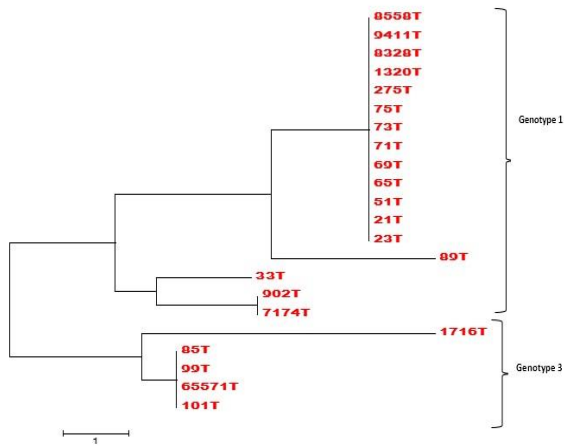 8558T
9411T
8328T
1320T
275T
75T
73T
71T
69T
65T
51T
21T
23T
89T
33T
902T
7174T
1716T
85T
99T
65571T
101T
Genotype 1
Genotype 3
1